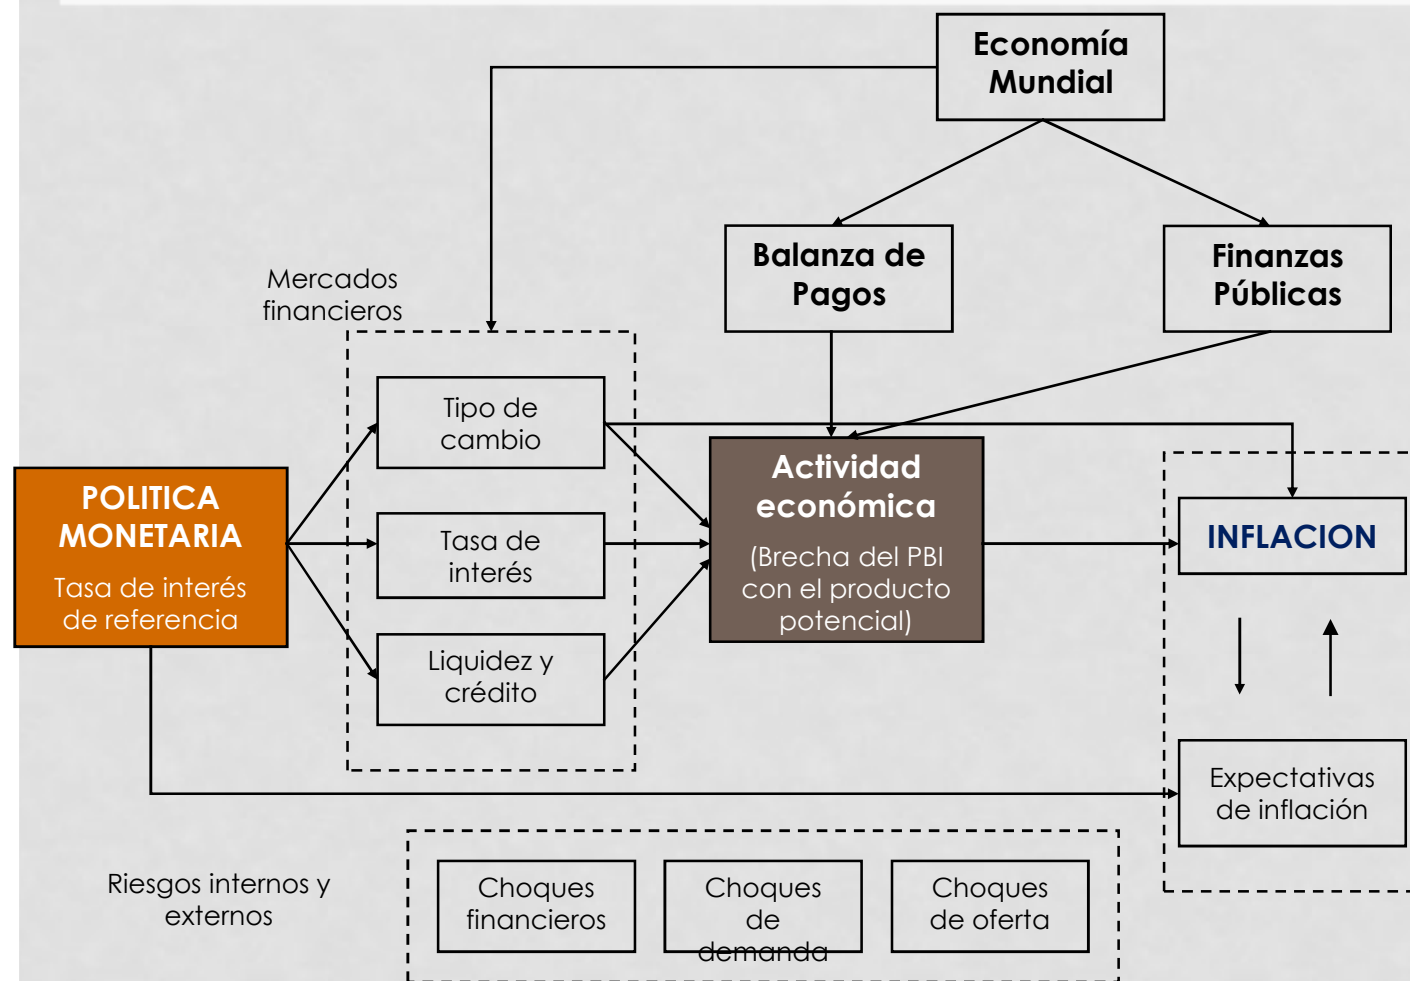 Economía
Mundial
Balanza de
Pagos
Finanzas
Públicas
Mercados
financieros
Tipo de
cambio
Tasa de
interés
Liquidez y
crédito
POLITICA
MONETARIA
Tasa de interés
de referencia
Actividad
económica
(Brecha del PBI
con el producto
potencial)
INFLACION
Expectativas
de inflación
Riesgos internos y
externos
Choques
financieros
Choques
de
demanda
Choques
de oferta